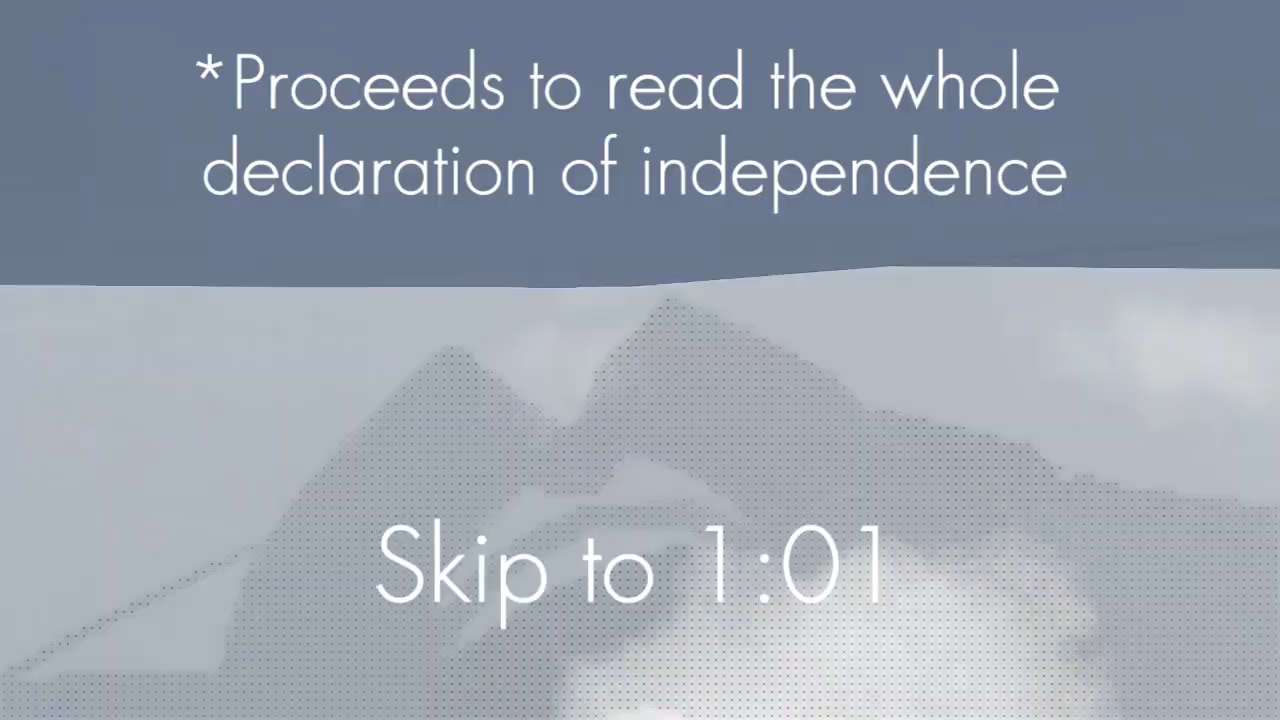 *Proceeds to read the whole
declaration of independence
Skip to 1:01